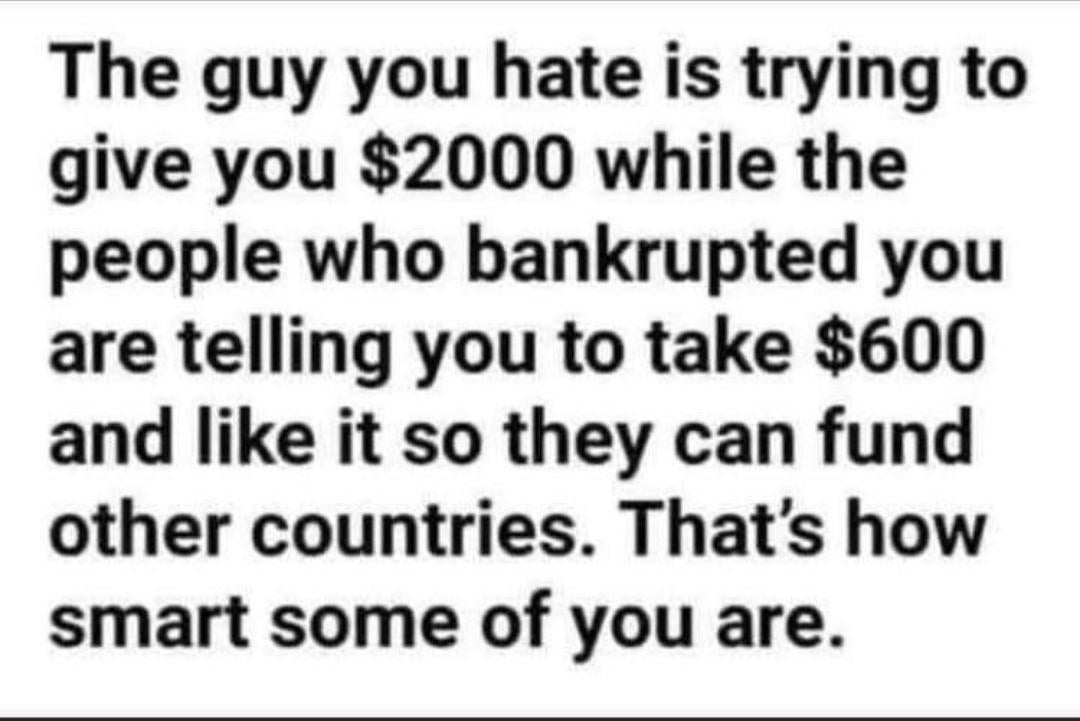 The guy you hate is trying to
give you $2000 while the
people who bankrupted you
are telling you to take $600
and like it so they can fund
other countries. That’s how
smart some of you are.